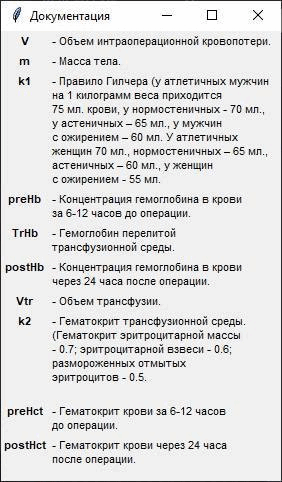 Документация
V - Объем интраоперационной кровопотери.
m - Масса тела.
k1 - Правило Гилчера (у атлетичных мужчин
на 1 килограмм веса приходится
75 мл. крови, у нормостеничных - 70 мл.,
у астеничных – 65 мл., у мужчин
с ожирением – 60 мл. У атлетичных
женщин 70 мл., нормостеничных – 65 мл.,
астеничных – 60 мл., у женщин
с ожирением - 55 мл.
preHb - Концентрация гемоглобина в крови
за 6-12 часов до операции.
TrHb - Гемоглобин перелитой
трансфузионной среды.
postHb - Концентрация гемоглобина в крови
через 24 часа после операции.
Vtr - Объем трансфузии.
k2 - Гематокрит трансфузионной среды.
(Гематокрит эритроцитарной массы
- 0.7; эритроцитарной взвеси - 0.6;
размороженных отмытых
эритроцитов - 0.5.
preHct - Гематокрит крови за 6-12 часов
до операции.
postHct - Гематокрит крови через 24 часа
после операции.